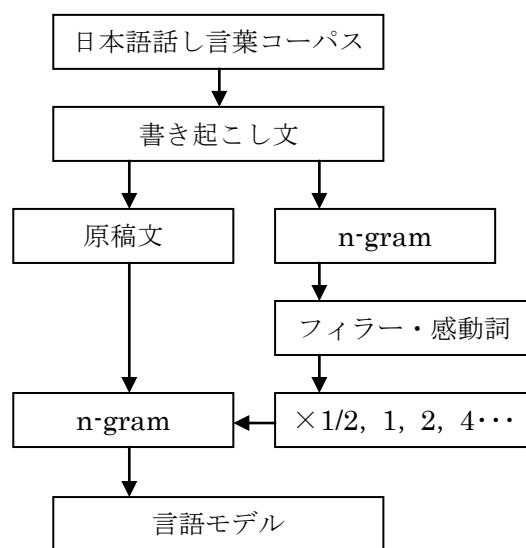 日本語話し言葉コーパス
書き起こし文
原稿文
n-gram
フィラー・感動詞
n-gram
×1/2, 1, 2, 4･･･
言語モデル